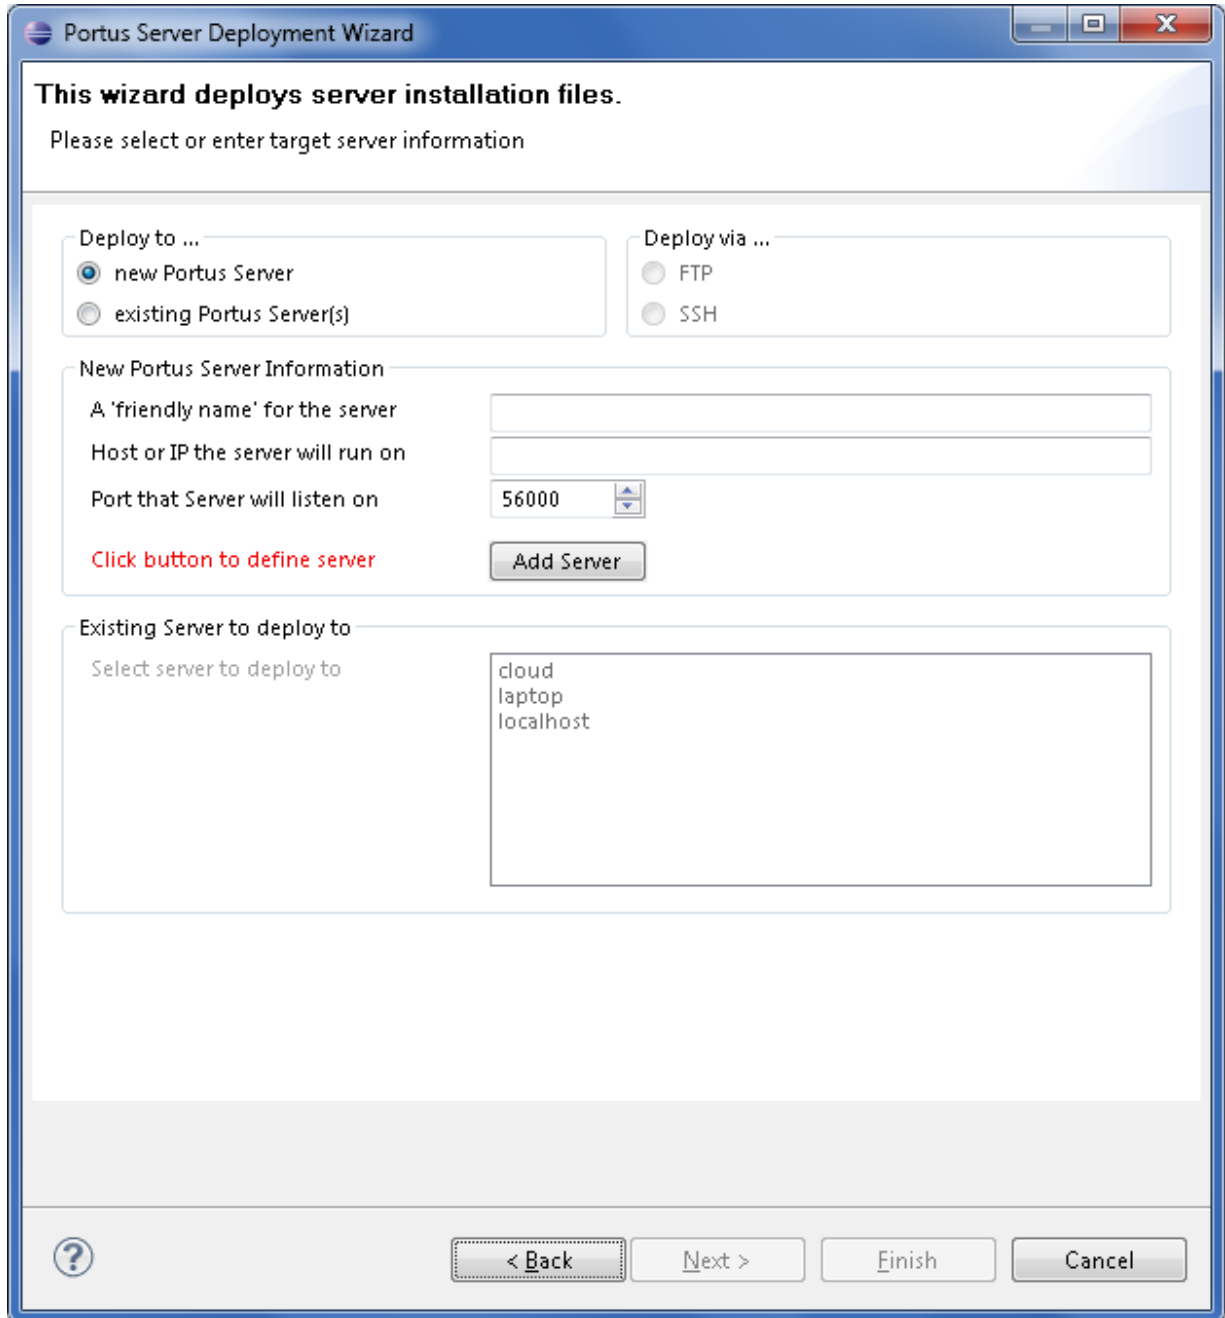 Portus Server Deployment Wizard
This wizard deploys server installation files.
Please select or enter target server information
Deploy to ...
new Portus Server
existing Portus Server(s)
Deploy via ...
FTP
SSH
New Portus Server Information
A 'friendly name' for the server
Host or IP the server will run on
Port that Server will listen on 56000
Click button to define server Add Server
Existing Server to deploy to
Select server to deploy to
cloud
laptop
localhost
? < Back Next > Finish Cancel